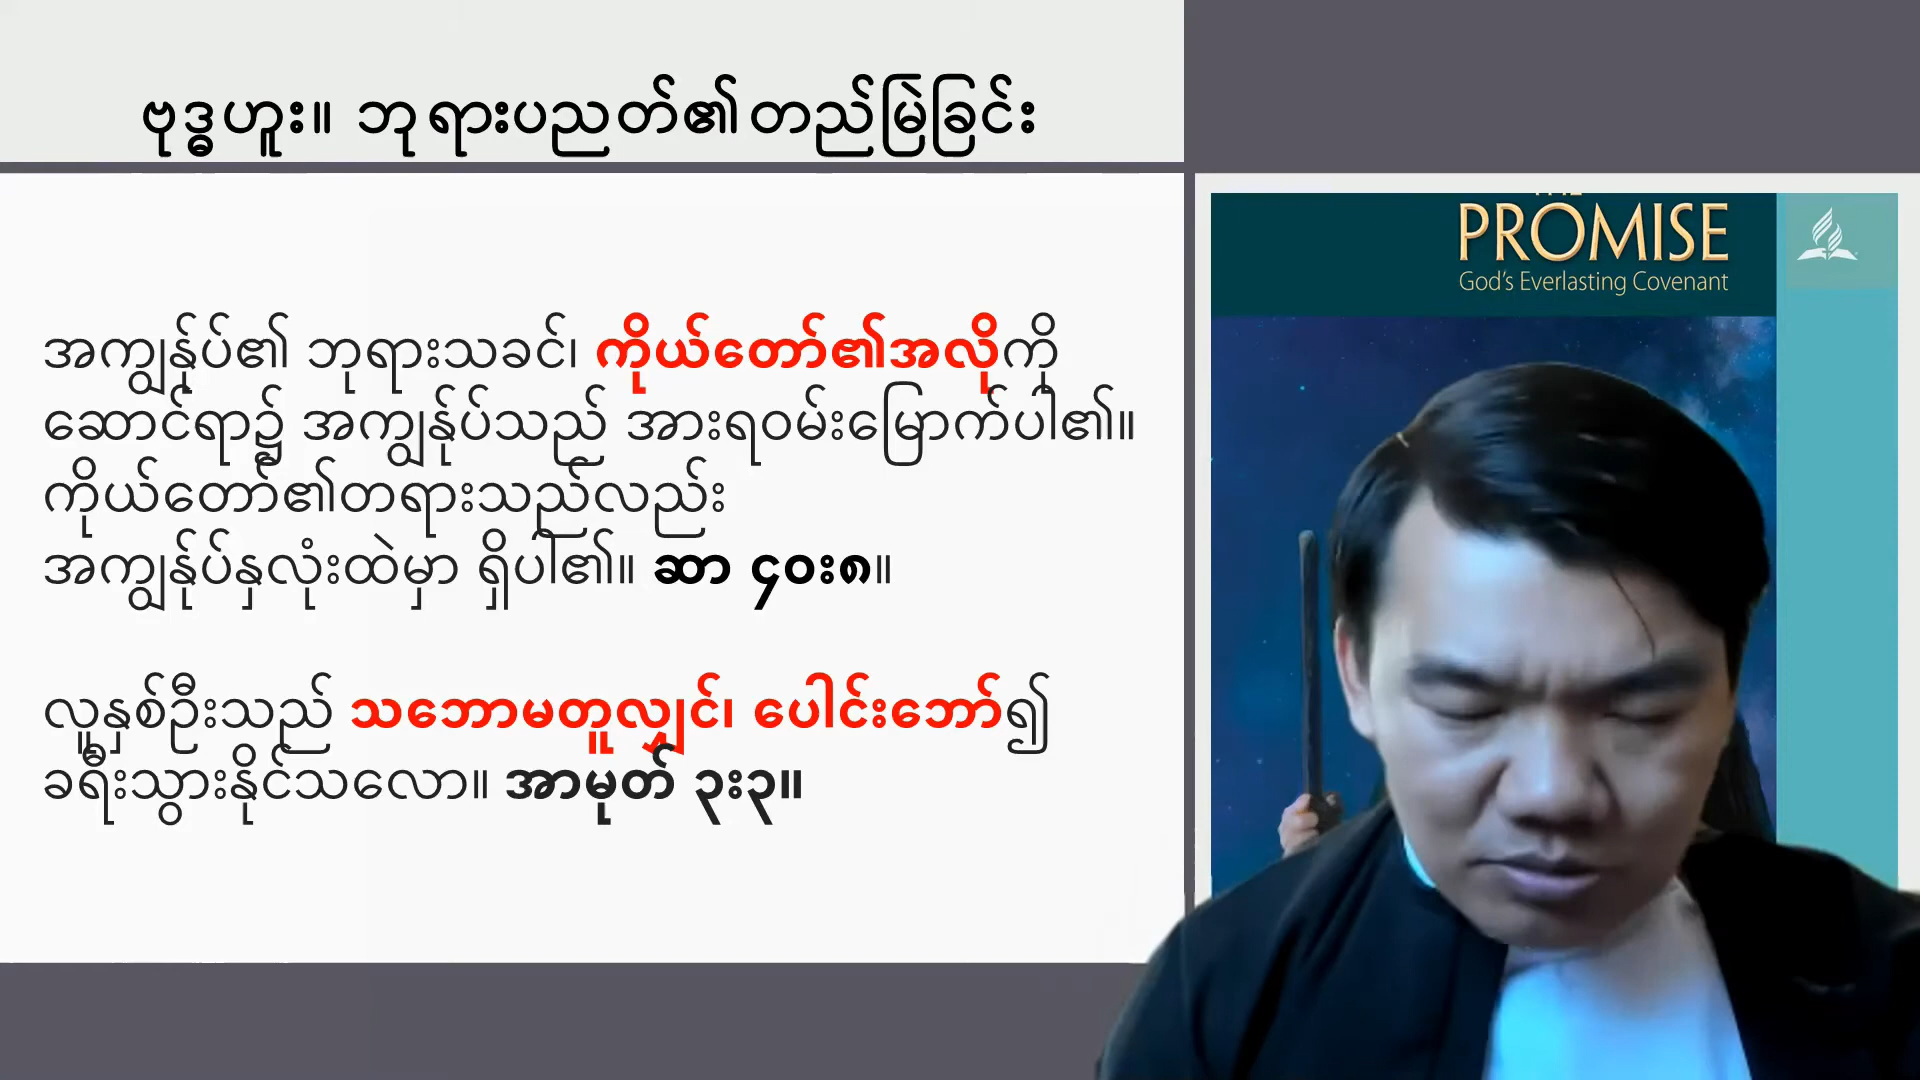 ဗုဒ္ဓဟူး။ ဘုရားပညတ်၏တည်မြဲခြင်း
အကျွန်ုပ်၏ ဘုရားသခင်၊ ကိုယ်တော်၏အလိုကို
ဆောင်ရာ၌ အကျွန်ုပ်သည် အားရဝမ်းမြောက်ပါ၏။
ကိုယ်တော်၏တရားသည်လည်း
အကျွန်ုပ်နှလုံးထဲမှာ ရှိပါ၏။ ဆာ ၄၀း၈။
လူနှစ်ဦးသည် သဘောမတူလျှင်၊ ပေါင်းဘော်၍
ခရီးသွားနိုင်သလော။ အာမုတ် ၃း၃။
THE
PROMISE
God's Everlasting Covenant